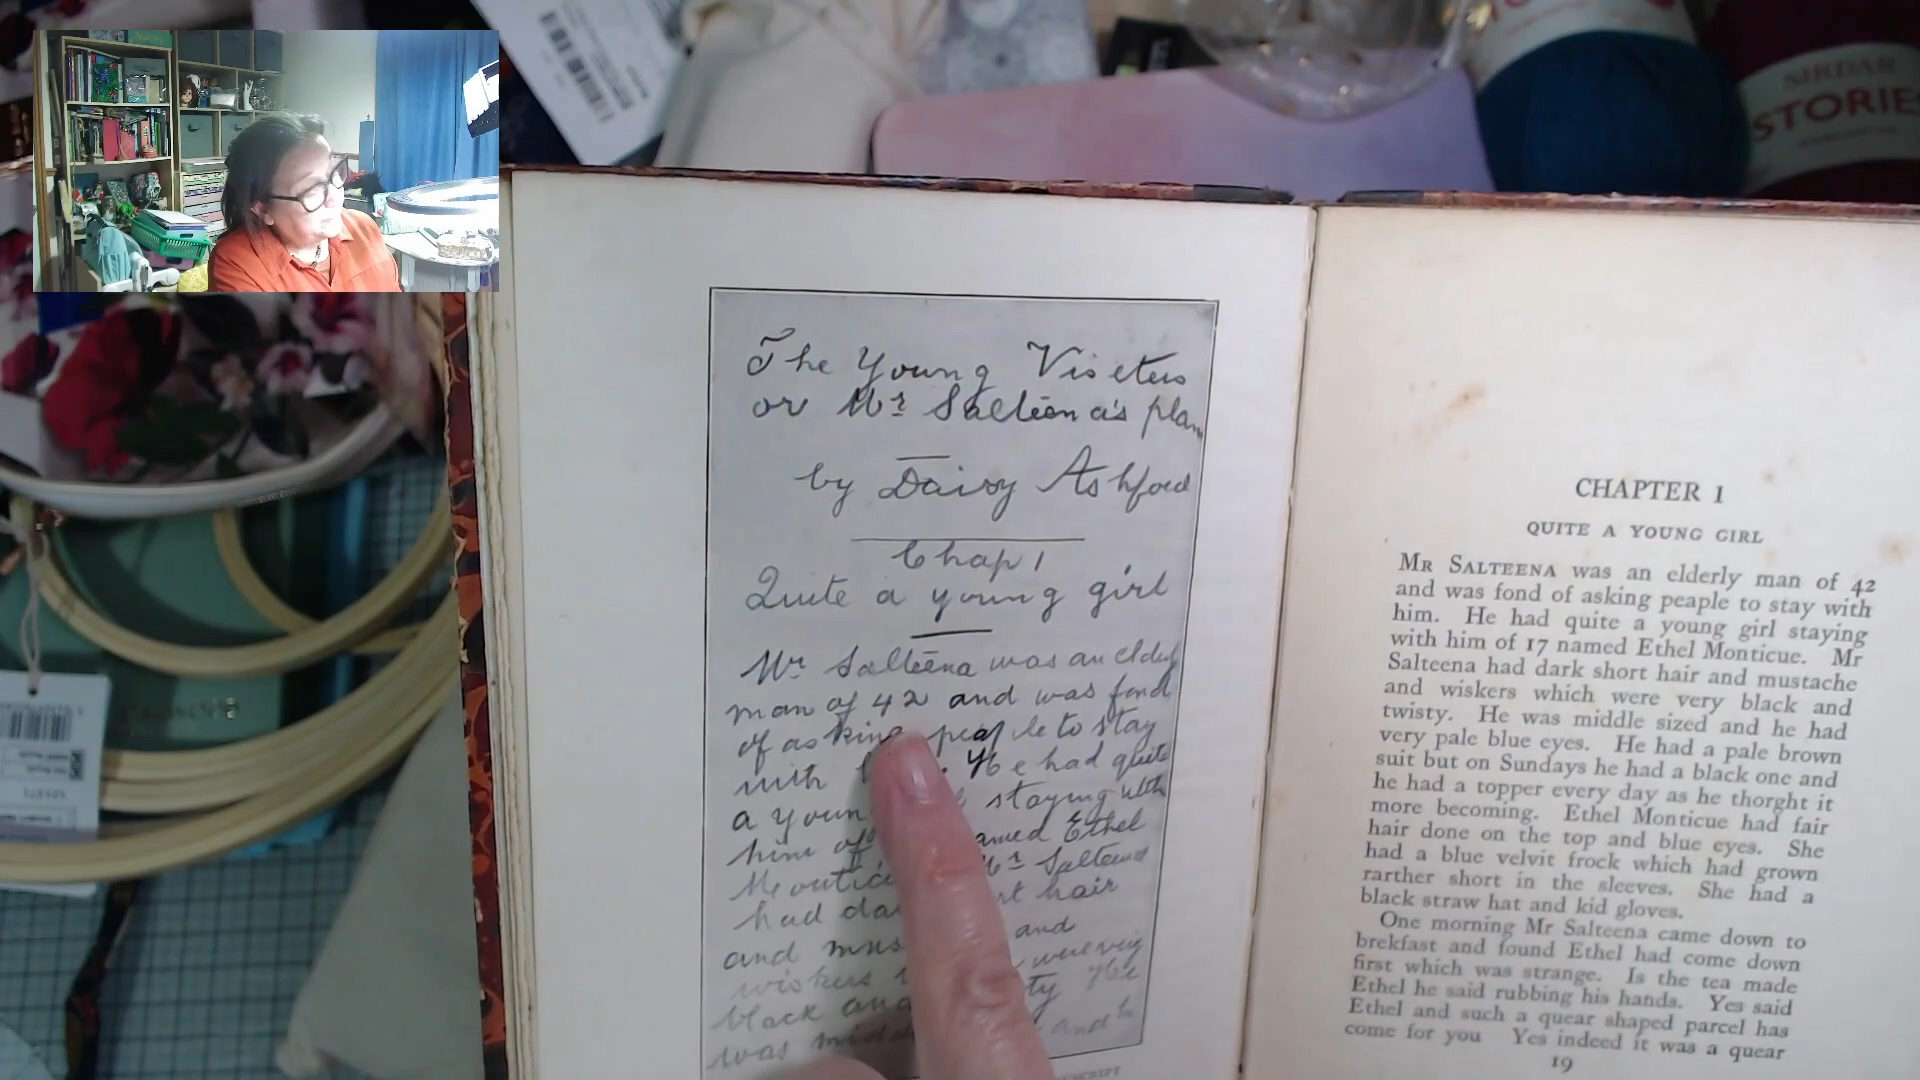 SIRDAR
STORIES
The Young Viseters
or Mr Salteena's plan
by Daisy Ashford
Chap 1
Quite a young girl
Mr Salteena was an elderly
man of 42 and was fond
of asking peaple to stay
with He had quite
a young staying with
him of named Ethel
Monticue Mr Salteena
had dark hair
and mus and
wiskers were very
black and He
was and h
CHAPTER 1
QUITE A YOUNG GIRL
MR SALTEENA was an elderly man of 42
and was fond of asking peaple to stay with
him. He had quite a young girl staying
with him of 17 named Ethel Monticue. Mr
Salteena had dark short hair and mustache
and wiskers which were very black and
twisty. He was middle sized and he had
very pale blue eyes. He had a pale brown
suit but on Sundays he had a black one and
he had a topper every day as he thorght it
more becoming. Ethel Monticue had fair
hair done on the top and blue eyes. She
had a blue velvit frock which had grown
rarther short in the sleeves. She had a
black straw hat and kid gloves.
One morning Mr Salteena came down to
brekfast and found Ethel had come down
first which was strange. Is the tea made
Ethel he said rubbing his hands. Yes said
Ethel and such a quear shaped parcel has
come for you Yes indeed it was a quear
19